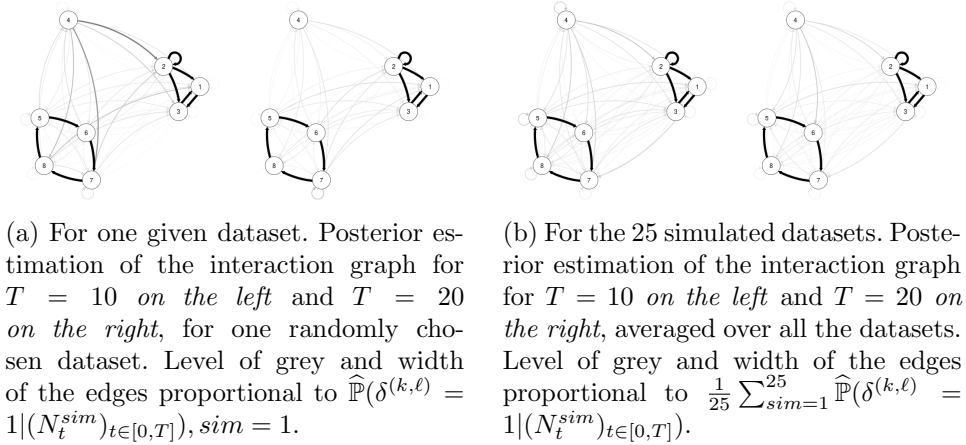 4
2
1
3
5
6
8
7
4
2
1
3
5
6
8
7
4
2
1
3
5
6
8
7
4
2
1
3
5
6
8
7
(a) For one given dataset. Posterior es-
timation of the interaction graph for
T = 10 on the left and T = 20
on the right, for one randomly cho-
sen dataset. Level of grey and width
of the edges proportional to \widehat{ℙ}(δ^{(k,ℓ)} =
1|(N_t^{sim})_{t∈[0,T]}), sim = 1.
(b) For the 25 simulated datasets. Poste-
rior estimation of the interaction graph
for T = 10 on the left and T = 20 on
the right, averaged over all the datasets.
Level of grey and width of the edges
proportional to \frac{1}{25} ∑_{sim=1}^{25} \widehat{ℙ}(δ^{(k,ℓ)} =
1|(N_t^{sim})_{t∈[0,T]}).